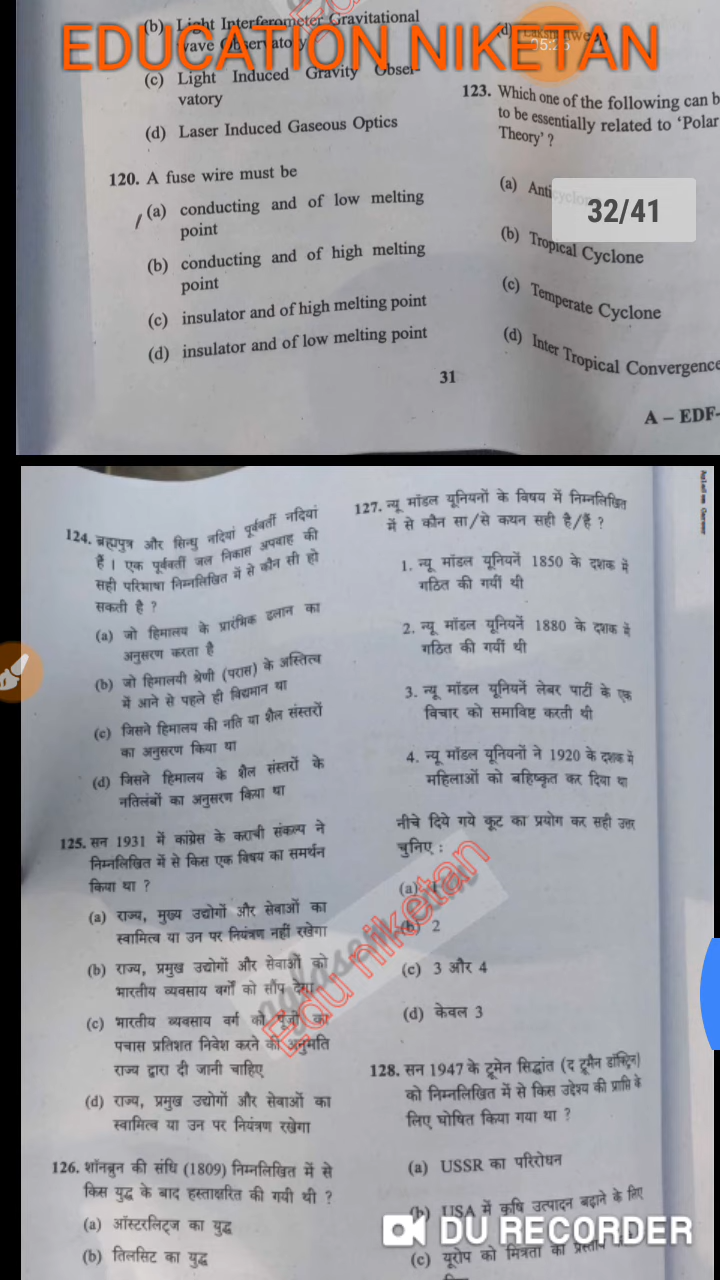 (b) Light Interferometer Gravitational
wave Observatory
EDUCATION NIKETAN
05:26
(c) Light Induced Gravity Obser-
vatory
(d) Laser Induced Gaseous Optics
120. A fuse wire must be
(a) conducting and of low melting
point
(b) conducting and of high melting
point
(c) insulator and of high melting point
(d) insulator and of low melting point
31
(d)
123. Which one of the following can b
to be essentially related to 'Polar
Theory' ?
(a) Anticyclo
32/41
(b) Tropical Cyclone
(c) Temperate Cyclone
(d) Inter Tropical Convergence
A – EDF-
124. ब्रह्मपुत्र और सिन्धु नदियां पूर्ववर्ती नदियां
हैं । एक पूर्ववर्ती जल निकास अपवाह की
सही परिभाषा निम्नलिखित में से कौन सी हो
सकती है ?
(a) जो हिमालय के प्रारंभिक ढलान का
अनुसरण करता है
(b) जो हिमालयी श्रेणी (परास) के अस्तित्व
में आने से पहले ही विद्यमान था
(c) जिसने हिमालय की नति या शैल संस्तरों
का अनुसरण किया था
(d) जिसने हिमालय के शैल संस्तरों के
नतिलंबों का अनुसरण किया था
125. सन 1931 में कांग्रेस के कराची संकल्प ने
निम्नलिखित में से किस एक विषय का समर्थन
किया था ?
(a) राज्य, मुख्य उद्योगों और सेवाओं का
स्वामित्व या उन पर नियंत्रण नहीं रखेगा
(b) राज्य, प्रमुख उद्योगों और सेवाओं को
भारतीय व्यवसाय वर्गों को सौंप देगा
(c) भारतीय व्यवसाय वर्ग को पूंजी का
पचास प्रतिशत निवेश करने की अनुमति
राज्य द्वारा दी जानी चाहिए
(d) राज्य, प्रमुख उद्योगों और सेवाओं का
स्वामित्व या उन पर नियंत्रण रखेगा
126. शॉनब्रुन की संधि (1809) निम्नलिखित में से
किस युद्ध के बाद हस्ताक्षरित की गयी थी ?
(a) ऑस्टरलिट्ज का युद्ध
(b) तिलसिट का युद्ध
127. न्यू मॉडल यूनियनों के विषय में निम्नलिखित
में से कौन सा/से कथन सही है/हैं ?
1. न्यू मॉडल यूनियनें 1850 के दशक में
गठित की गयीं थी
2. न्यू मॉडल यूनियनें 1880 के दशक में
गठित की गयीं थी
3. न्यू मॉडल यूनियनें लेबर पार्टी के एक
विचार को समाविष्ट करती थी
4. न्यू मॉडल यूनियनों ने 1920 के दशक में
महिलाओं को बहिष्कृत कर दिया था
नीचे दिये गये कूट का प्रयोग कर सही उत्तर
चुनिए :
(a) 1
(b) 2
(c) 3 और 4
(d) केवल 3
Edu niketan
128. सन 1947 के ट्रूमेन सिद्धांत (द ट्रूमैन डॉक्ट्रिन)
को निम्नलिखित में से किस उद्देश्य की प्राप्ति के
लिए घोषित किया गया था ?
(a) USSR का परिरोधन
(b) USA में कृषि उत्पादन बढ़ाने के लिए
DU RECORDER
(c) यूरोप को मित्रता का प्रस्ताव